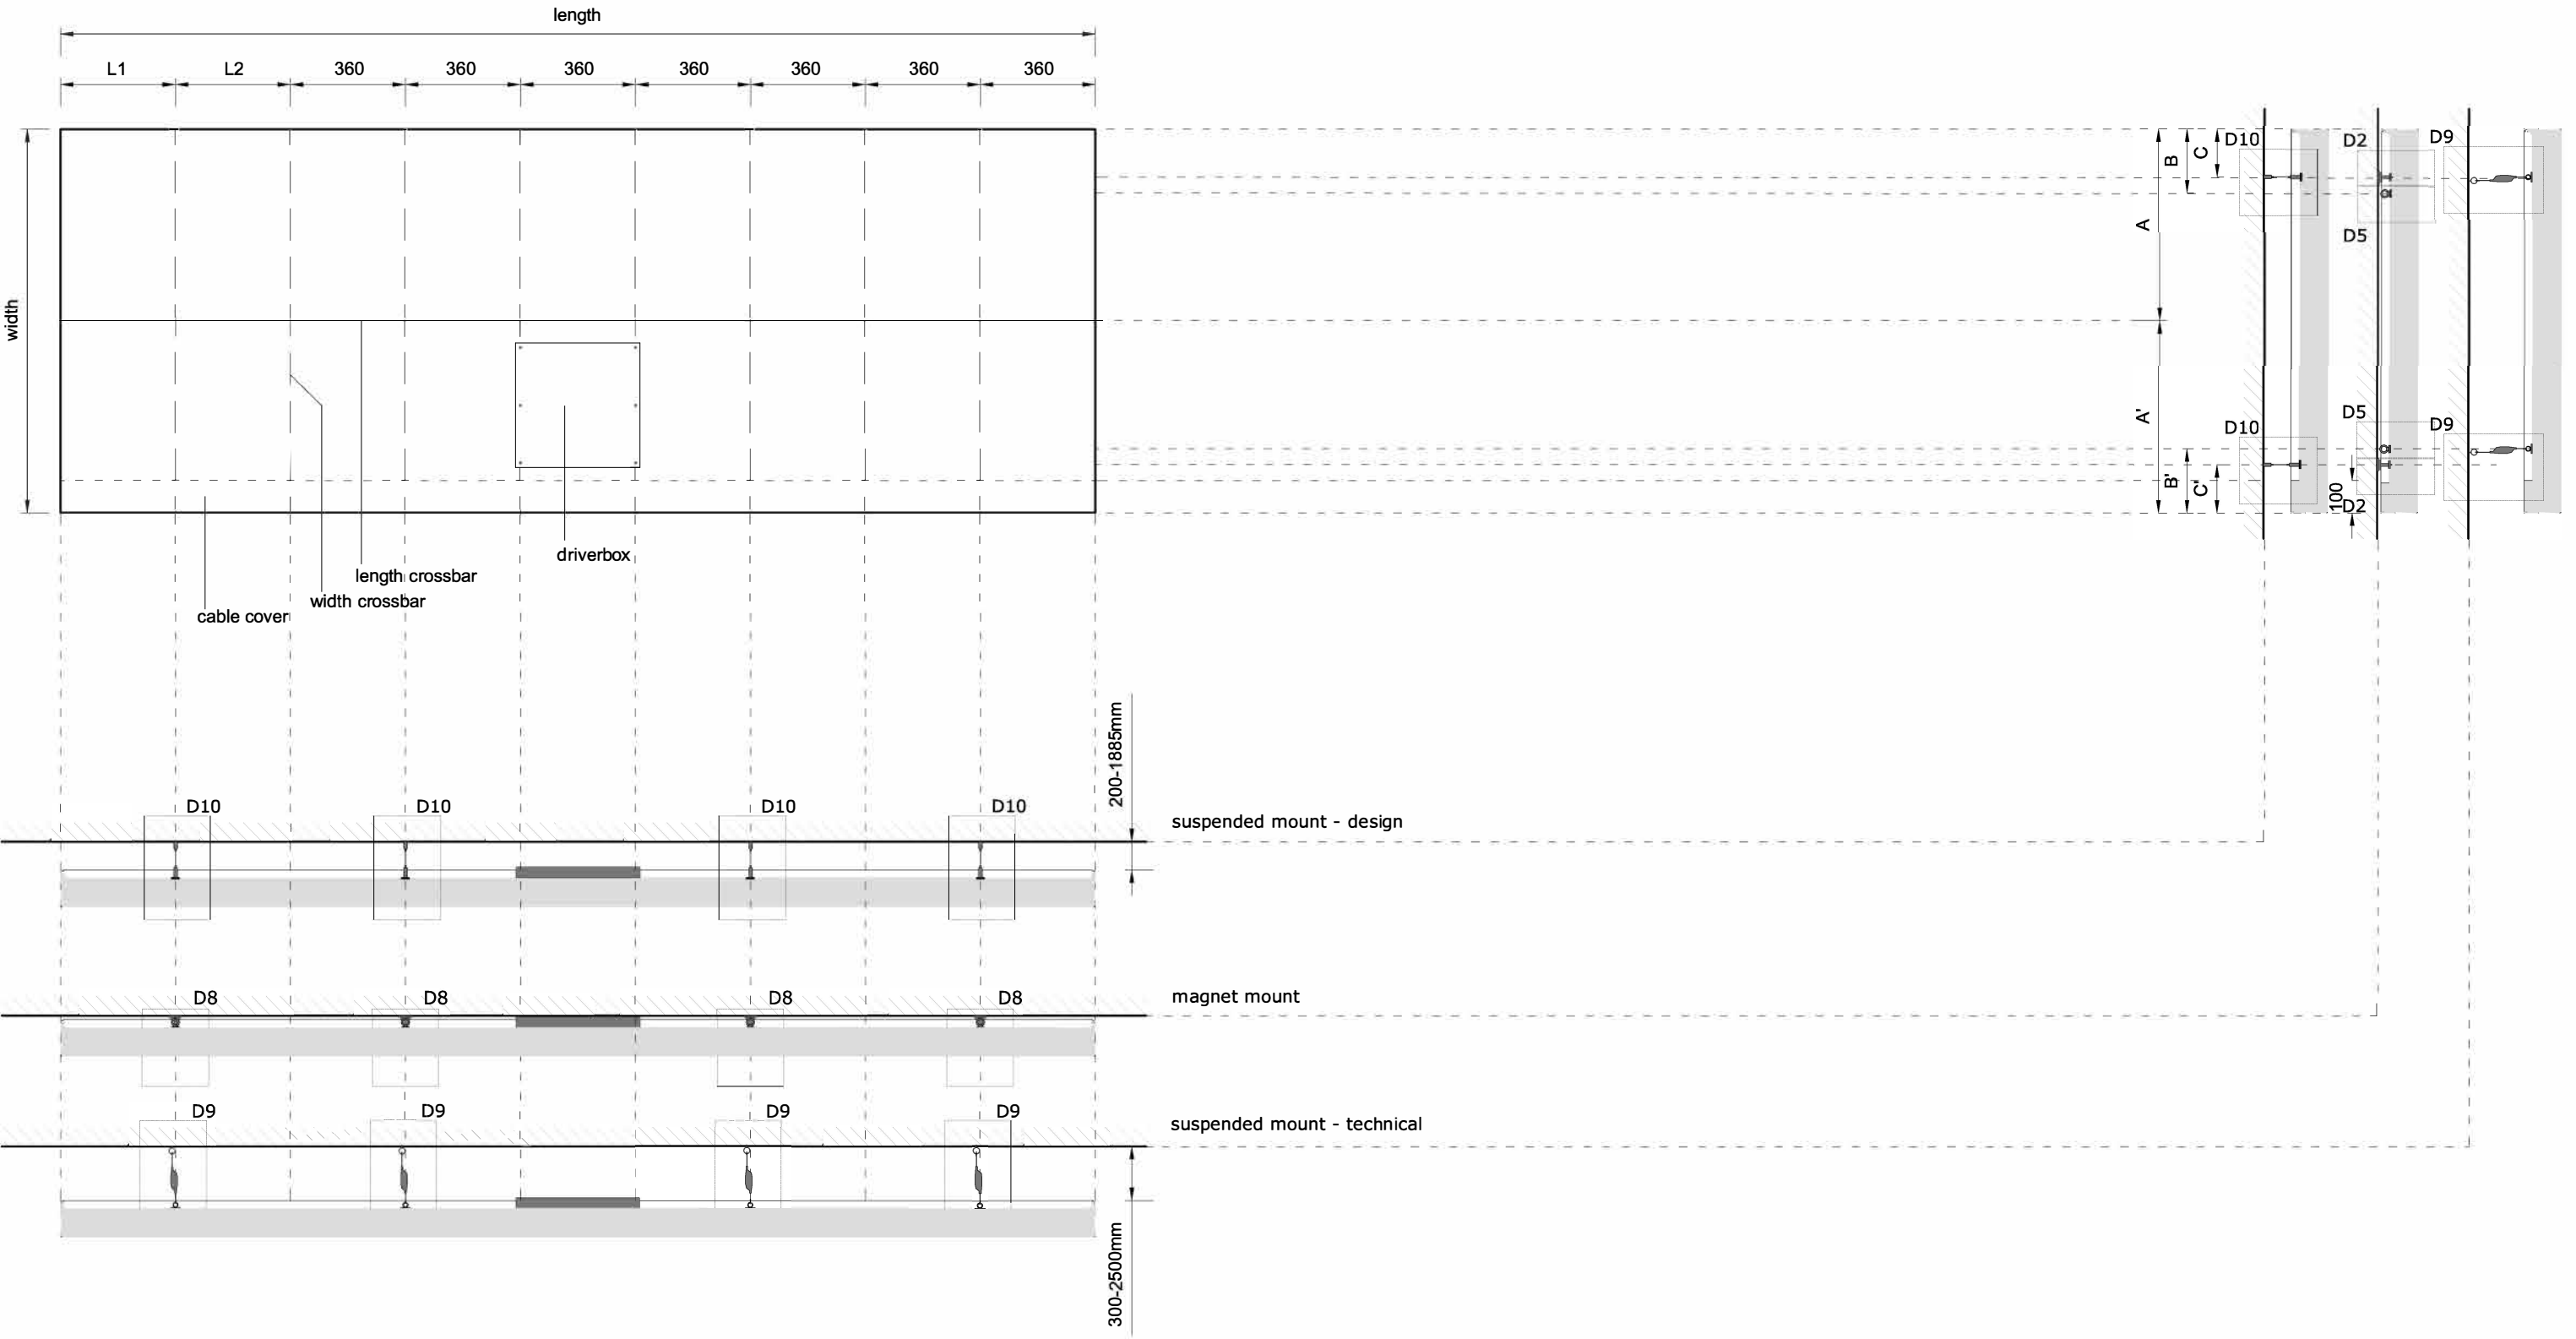 length
L1 L2 360 360 360 360 360 360 360
width
A
B
C
A'
B'
C'
100
D10 D2 D9
D5
D5
D10 D9
D2
driverbox
length crossbar
width crossbar
cable cover
200-1885mm
D10 D10 D10 D10
suspended mount - design
D8 D8 D8 D8
magnet mount
D9 D9 D9 D9
suspended mount - technical
300-2500mm